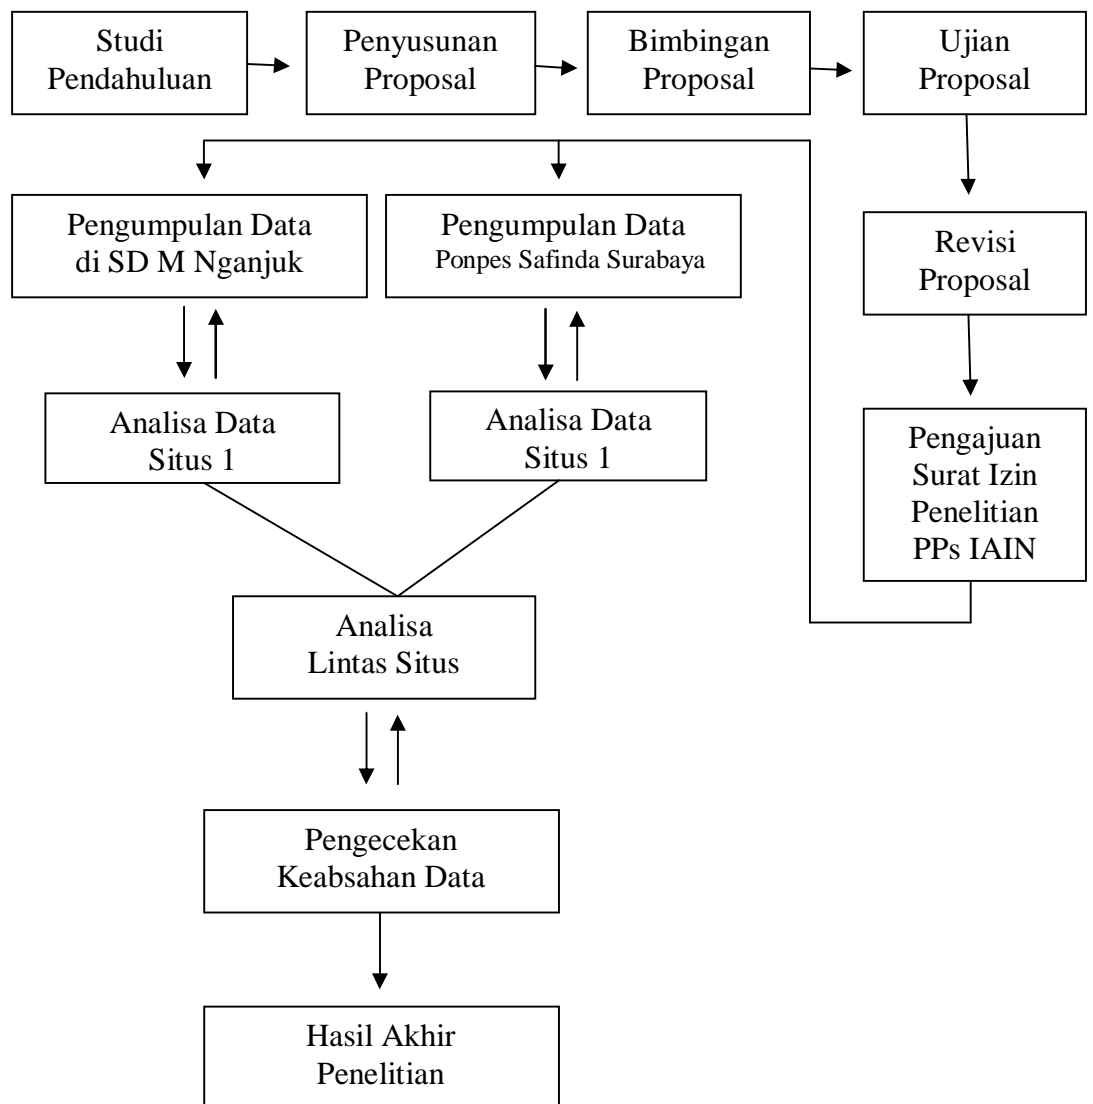 Studi
Pendahuluan
Penyusunan
Proposal
Bimbingan
Proposal
Ujian
Proposal
Pengumpulan Data
di SD M Nganjuk
Pengumpulan Data
Ponpes Safinda Surabaya
Revisi
Proposal
Analisa Data
Situs 1
Analisa Data
Situs 1
Pengajuan
Surat Izin
Penelitian
PPs IAIN
Analisa
Lintas Situs
Pengecekan
Keabsahan Data
Hasil Akhir
Penelitian